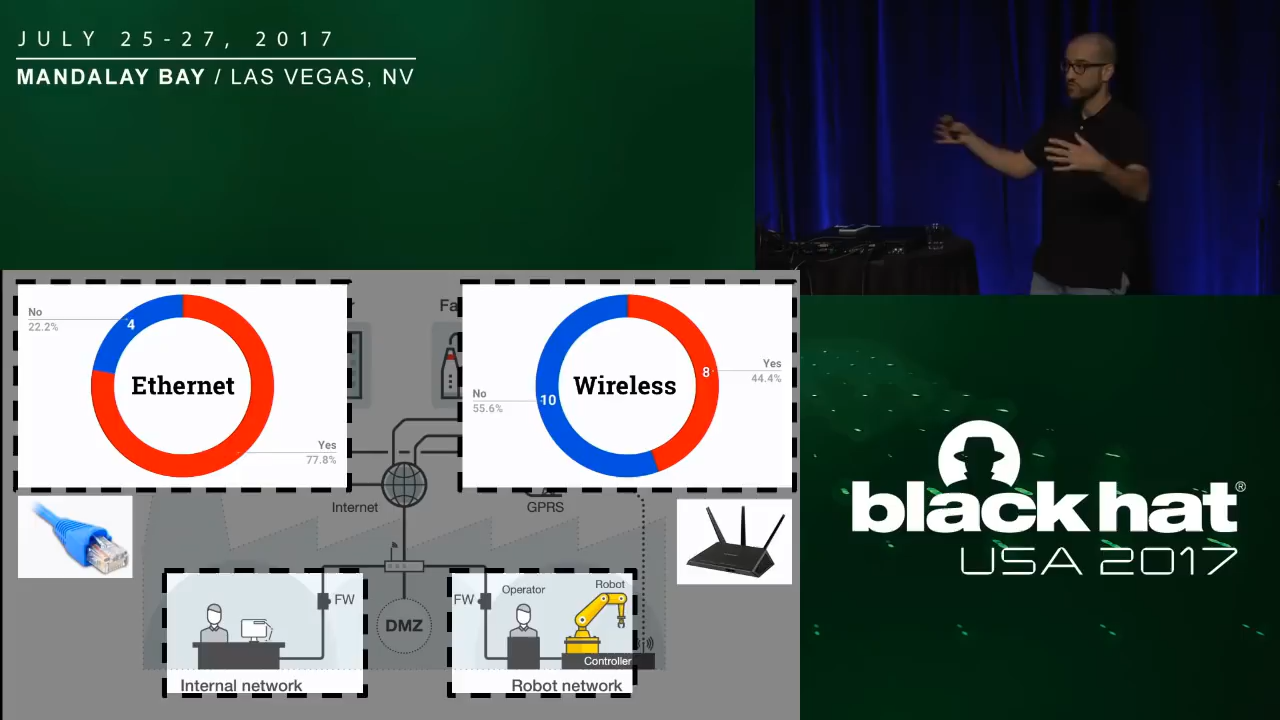 JULY 25-27, 2017
MANDALAY BAY / LAS VEGAS, NV
No
22.2%
4
Ethernet
Yes
77.8%
Fa
No
55.6%
10
Wireless
8
Yes
44.4%
Internet
GPRS
FW
DMZ
FW
Operator
Robot
Controller
Internal network
Robot network
black hat®
USA 2017